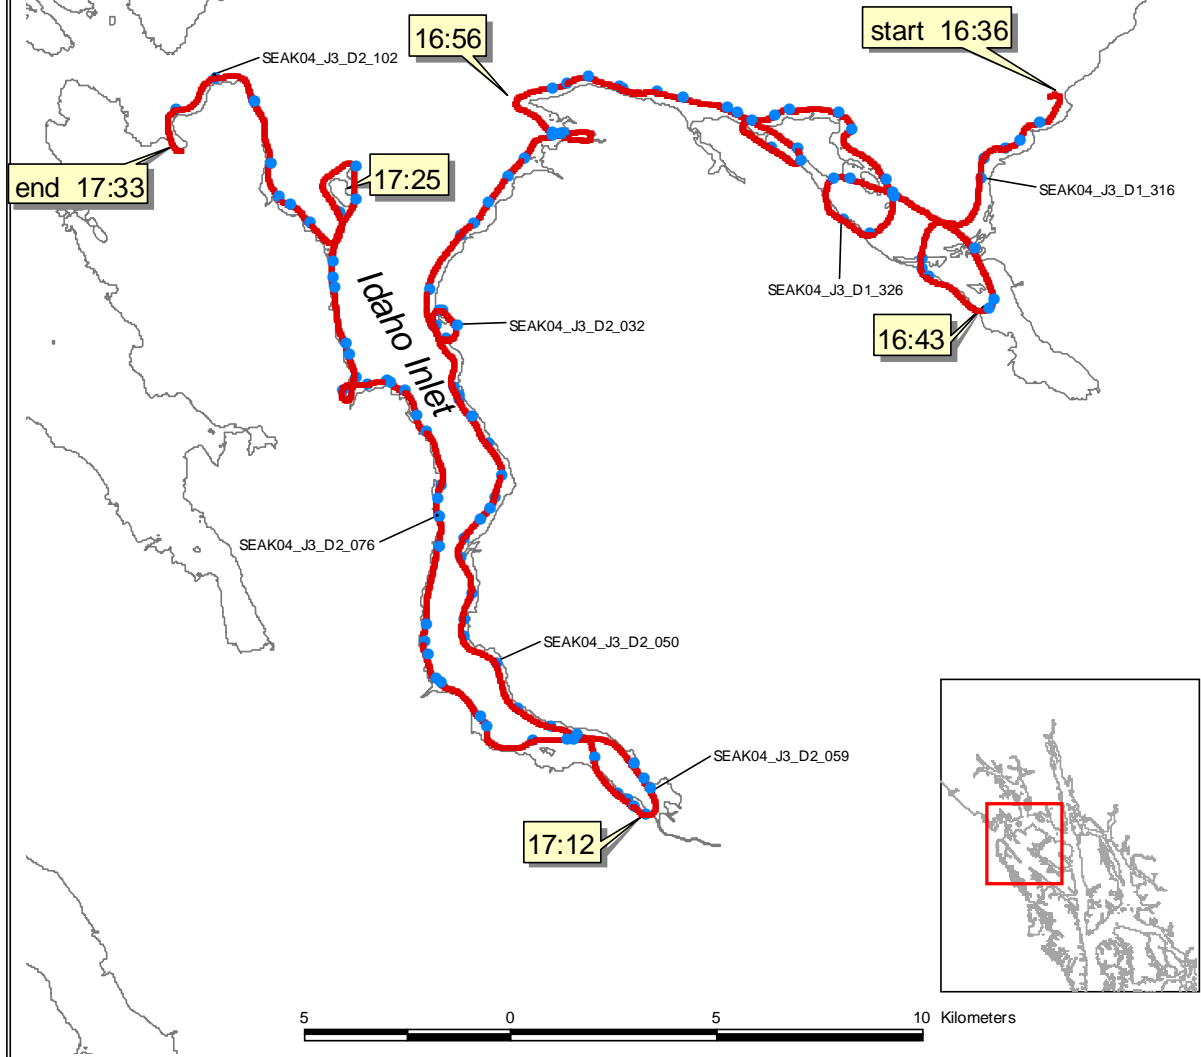 start 16:36
16:56
SEAK04_J3_D2_102
end 17:33
17:25
SEAK04_J3_D1_316
SEAK04_J3_D1_326
Idaho Inlet
SEAK04_J3_D2_032
16:43
SEAK04_J3_D2_076
SEAK04_J3_D2_050
SEAK04_J3_D2_059
17:12
5 0 5 10 Kilometers